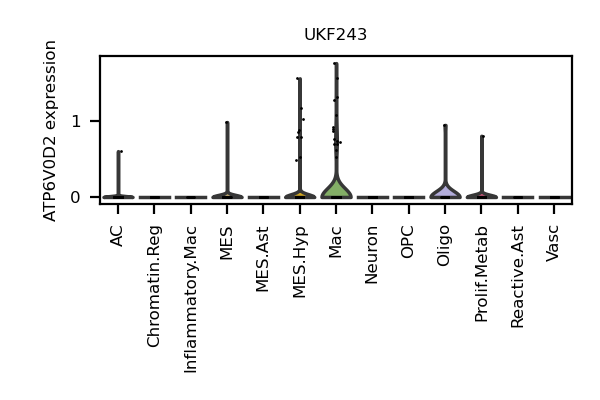 UKF243
ATP6V0D2 expression
1
0
AC
Chromatin.Reg
Inflammatory.Mac
MES
MES.Ast
MES.Hyp
Mac
Neuron
OPC
Oligo
Prolif.Metab
Reactive.Ast
Vasc